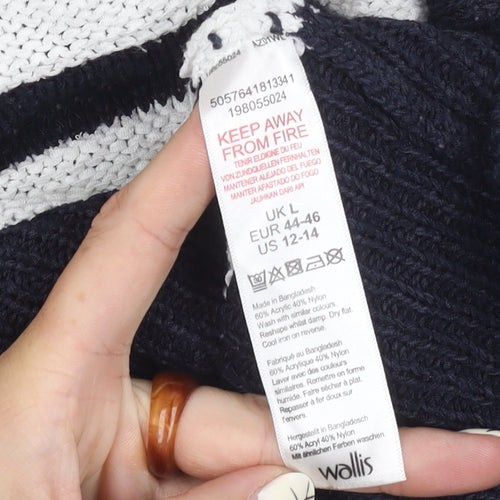 198055024
5057641813341
198055024
KEEP AWAY
FROM FIRE
TENIR ELOIGNE DU FEU
VON ZUNDQUELLEN FERNHALTEN
MANTENER ALEJADO DEL FUEGO
MANTER AFASTADO DO FOGO
JAUHKAN DARI API
UK L
EUR 44-46
US 12-14
Made in Bangladesh
60% Acrylic 40% Nylon
Wash with similar colours
Reshape whilst damp. Dry flat.
Cool iron on reverse.
Fabriqué au Bangladesh
60% Acrylique 40% Nylon
Laver avec des couleurs
similaires. Remettre en forme
humide. Faire sécher à plat.
Repasser à fer doux sur
l'envers.
Hergestellt in Bangladesch
60% Acryl 40% Nylon
Mit ähnlichen Farben waschen.
wallis